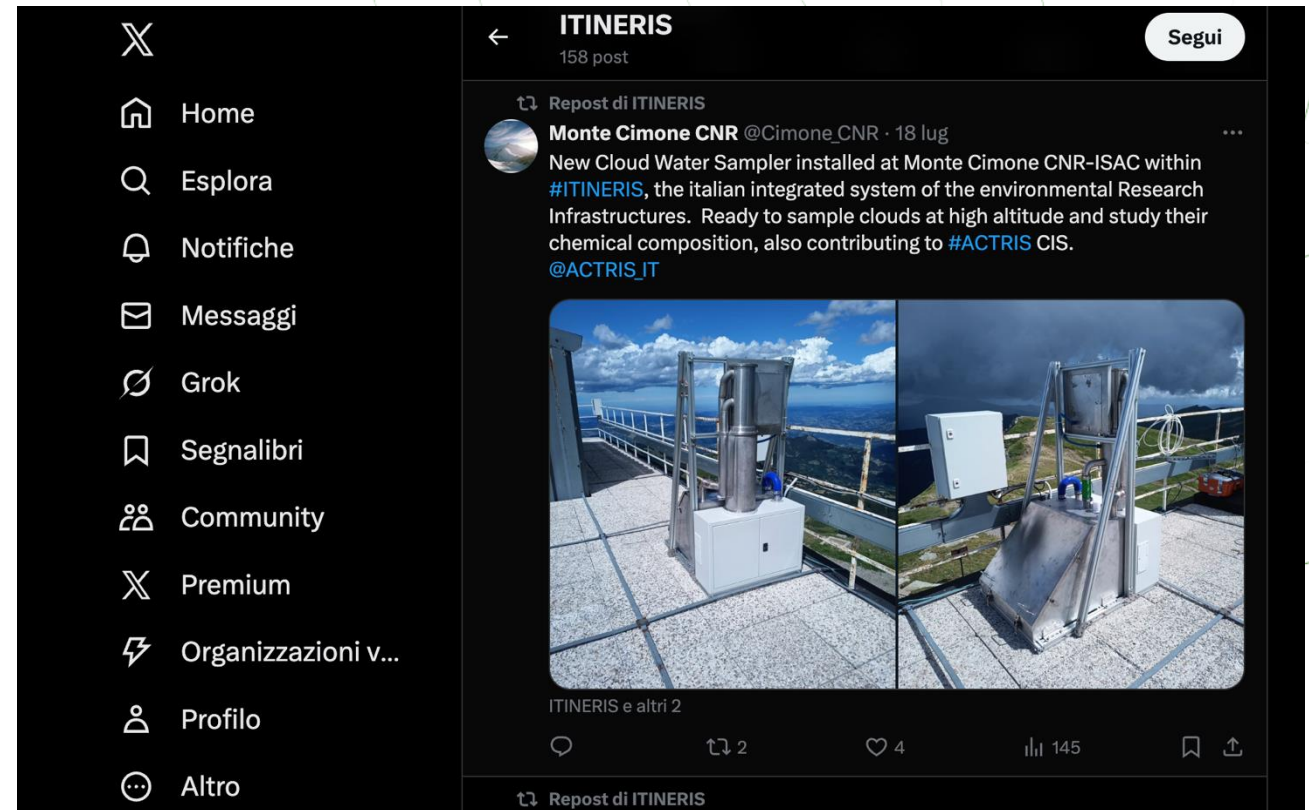 Home
Esplora
Notifiche
Messaggi
Grok
Segnalibri
Community
Premium
Organizzazioni v...
Profilo
Altro
ITINERIS
158 post
Segui
Repost di ITINERIS
Monte Cimone CNR @Cimone_CNR · 18 lug
New Cloud Water Sampler installed at Monte Cimone CNR-ISAC within
#ITINERIS, the italian integrated system of the environmental Research
Infrastructures. Ready to sample clouds at high altitude and study their
chemical composition, also contributing to #ACTRIS CIS.
@ACTRIS_IT
ITINERIS e altri 2
2 4 145
Repost di ITINERIS